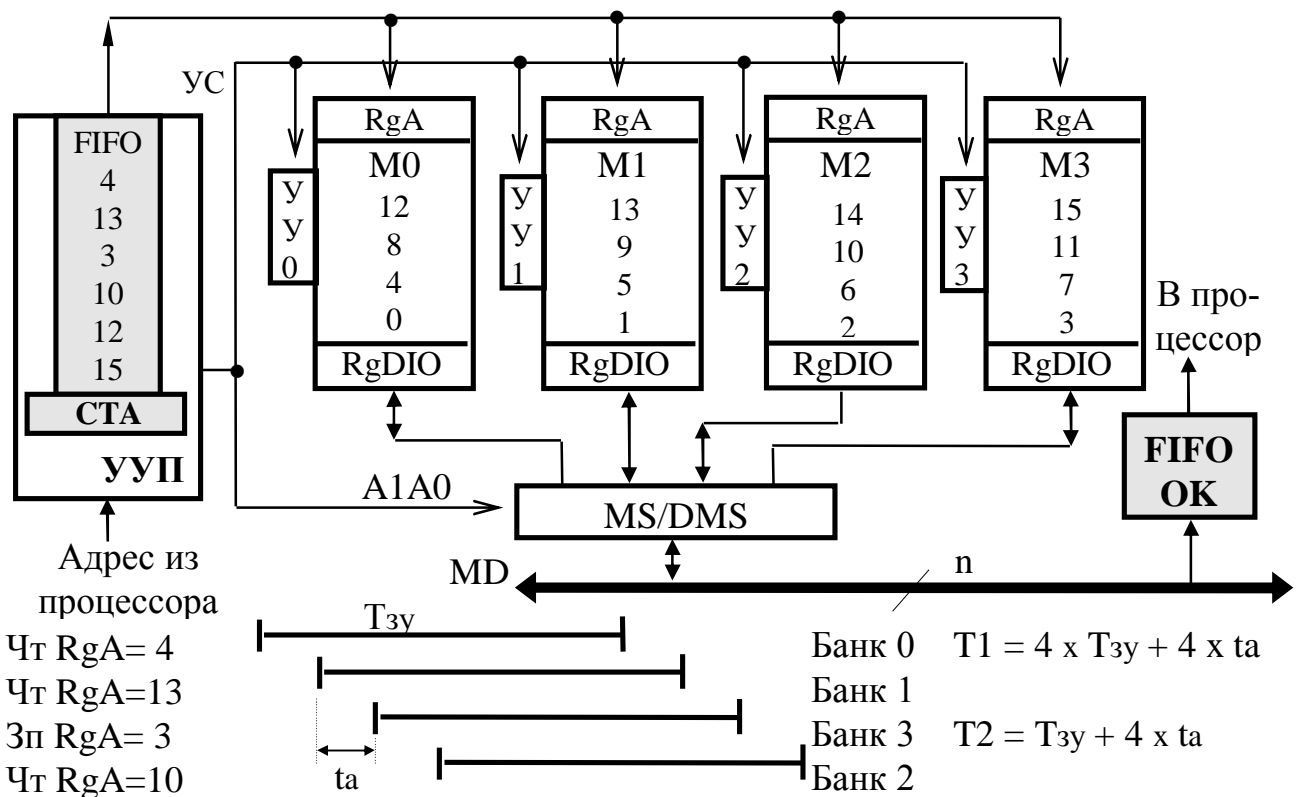 УС
FIFO
4
13
3
10
12
15
СТА
УУП
Адрес из
процессора
У
У
0
RgA
M0
12
8
4
0
RgDIO
У
У
1
RgA
M1
13
9
5
1
RgDIO
У
У
2
RgA
M2
14
10
6
2
RgDIO
У
У
3
RgA
M3
15
11
7
3
RgDIO
В про-
цессор
FIFO
OK
A1A0
MS/DMS
MD
n
Тзу
Чт RgA= 4
Банк 0 T1 = 4 x Тзу + 4 x ta
Чт RgA=13
Банк 1
Зп RgA= 3
Банк 3 T2 = Тзу + 4 x ta
ta
Чт RgA=10
Банк 2